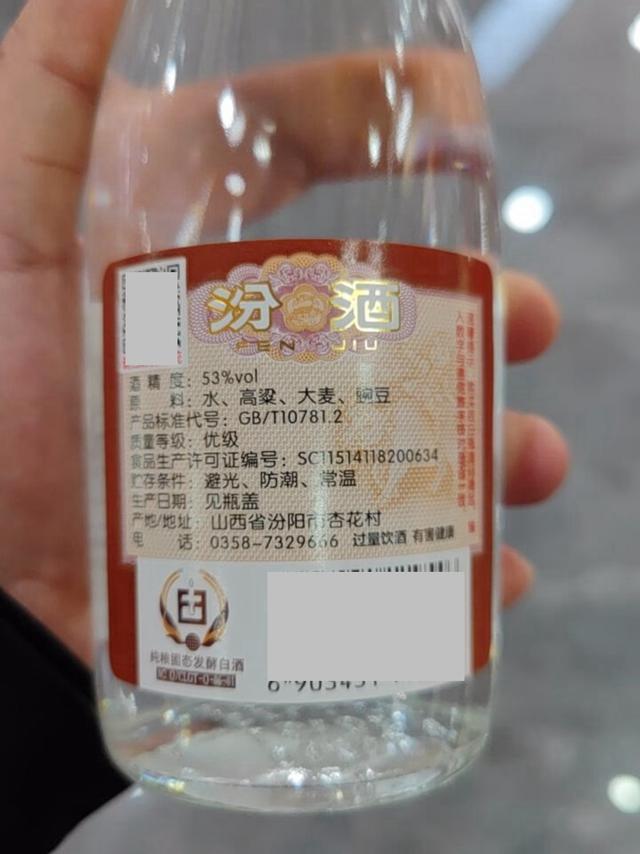 汾酒
FEN JIU
酒精度：53%vol
原料：水、高粱、大麦、豌豆
产品标准代号：GB/T10781.2
质量等级：优级
食品生产许可证编号：SC11514118200634
贮存条件：避光、防潮、常温
生产日期：见瓶盖
产地/地址：山西省汾阳市杏花村
电话：0358-7329666 过量饮酒 有害健康
纯粮固态发酵白酒